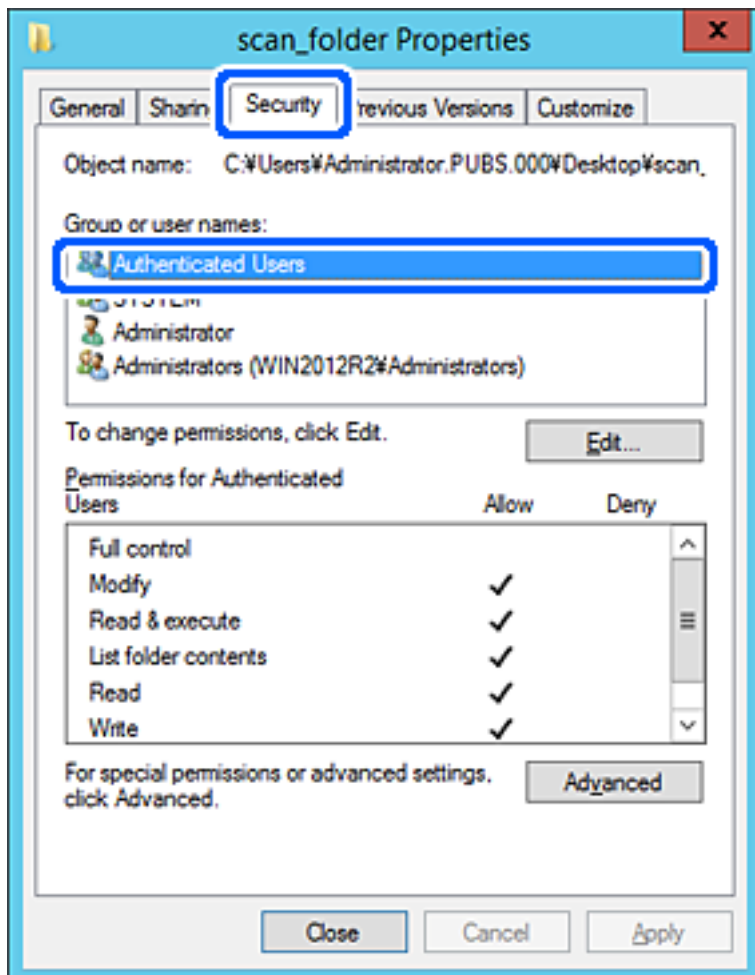 scan_folder Properties
General
Security
Previous Versions
Customize
Object name: C:¥Users¥Administrator.PUBS.000¥Desktop¥scan_
Group or user names:
Authenticated Users
SYSTEM
Administrator
Administrators (WIN2012R2¥Administrators)
To change permissions, click Edit.
Edit...
Permissions for Authenticated
Users
Allow
Deny
Full control
Modify
Read & execute
List folder contents
Read
Write
For special permissions or advanced settings,
click Advanced.
Advanced
Close
Cancel
Apply